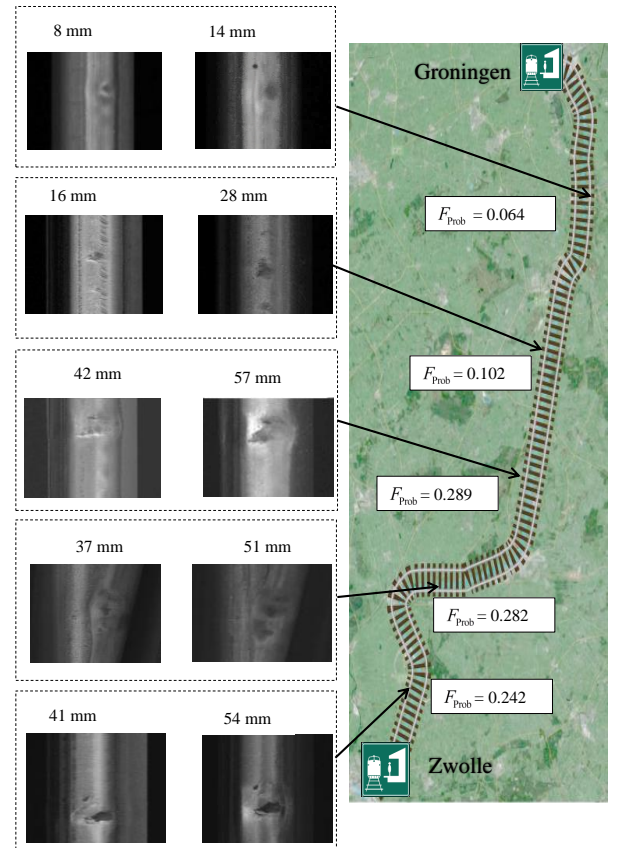 8 mm 14 mm
16 mm 28 mm
42 mm 57 mm
37 mm 51 mm
41 mm 54 mm
Groningen
F_Prob = 0.064
F_Prob = 0.102
F_Prob = 0.289
F_Prob = 0.282
F_Prob = 0.242
Zwolle